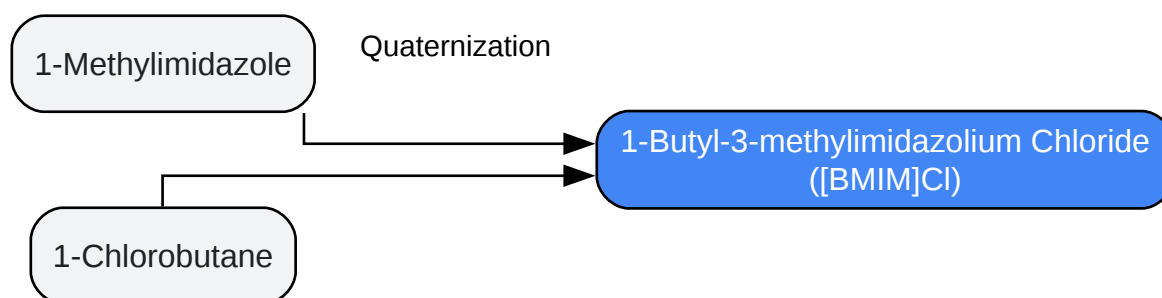 1-Methylimidazole
Quaternization
1-Butyl-3-methylimidazolium Chloride
([BMIM]Cl)
1-Chlorobutane